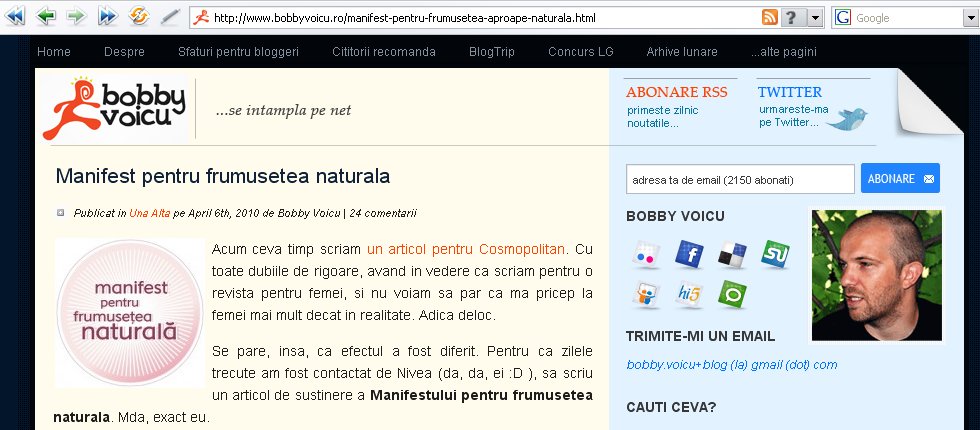 http://www.bobbyvoicu.ro/manifest-pentru-frumusetea-aproape-naturala.html
Google
Home
Despre
Sfaturi pentru bloggeri
Cititorii recomanda
BlogTrip
Concurs LG
Arhive lunare
...alte pagini
bobby
voicu
...se intampla pe net
ABONARE RSS
primeste zilnic
noutatile...
TWITTER
urmareste-ma
pe Twitter...
Manifest pentru frumusetea naturala
Publicat in Una Alta pe April 6th, 2010 de Bobby Voicu | 24 comentarii
manifest
pentru
frumusețea
naturală
Acum ceva timp scriam un articol pentru Cosmopolitan. Cu
toate dubiile de rigoare, avand in vedere ca scriam pentru o
revista pentru femei, si nu voiam sa par ca ma pricep la
femei mai mult decat in realitate. Adica deloc.
Se pare, insa, ca efectul a fost diferit. Pentru ca zilele
trecute am fost contactat de Nivea (da, da, ei :D ), sa scriu
un articol de sustinere a Manifestului pentru frumusetea
naturala. Mda, exact eu.
adresa ta de email (2150 abonati)
ABONARE
BOBBY VOICU
hi5
TRIMITE-MI UN EMAIL
bobby.voicu+blog (la) gmail (dot) com
CAUTI CEVA?